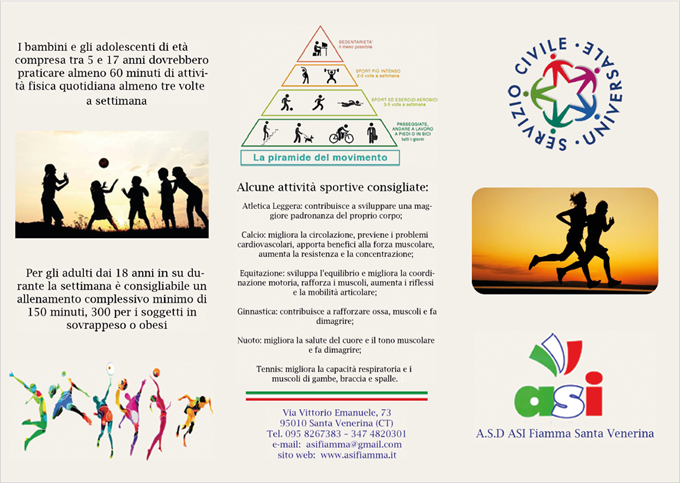 I bambini e gli adolescenti di età
compresa tra 5 e 17 anni dovrebbero
praticare almeno 60 minuti di attivi-
tà fisica quotidiana almeno tre volte
a settimana
Per gli adulti dai 18 anni in su du-
rante la settimana è consigliabile un
allenamento complessivo minimo di
150 minuti, 300 per i soggetti in
sovrappeso o obesi
SEDENTARIETA'
il meno possibile
SPORT PIÙ INTENSO
2-3 volte a settimana
SPORT ED ESERCIZI AEROBICI
3-5 volte a settimana
PASSEGGIATE,
ANDARE A LAVORO
A PIEDI O IN BICI
tutti i giorni
La piramide del movimento
Alcune attività sportive consigliate:
Atletica Leggera: contribuisce a sviluppare una mag-
giore padronanza del proprio corpo;
Calcio: migliora la circolazione, previene i problemi
cardiovascolari, apporta benefici alla forza muscolare,
aumenta la resistenza e la concentrazione;
Equitazione: sviluppa l'equilibrio e migliora la coordi-
nazione motoria, rafforza i muscoli, aumenta i riflessi
e la mobilità articolare;
Ginnastica: contribuisce a rafforzare ossa, muscoli e fa
dimagrire;
Nuoto: migliora la salute del cuore e il tono muscolare
e fa dimagrire;
Tennis: migliora la capacità respiratoria e i
muscoli di gambe, braccia e spalle.
Via Vittorio Emanuele, 73
95010 Santa Venerina (CT)
Tel. 095 8267383 – 347 4820301
e-mail: asifiamma@gmail.com
sito web: www.asifiamma.it
SERVIZIO CIVILE UNIVERSALE
asi
A.S.D ASI Fiamma Santa Venerina